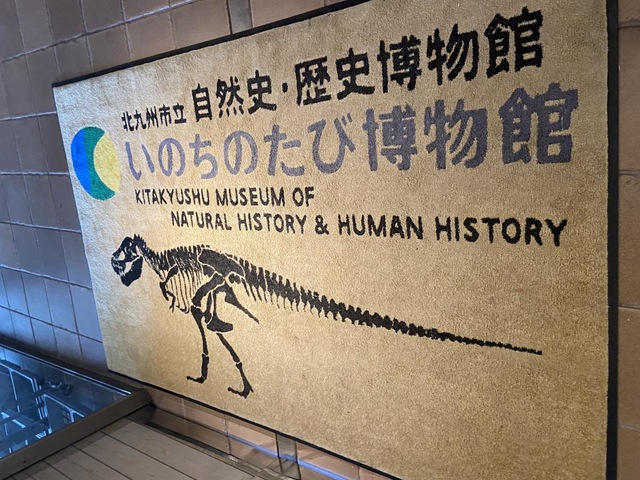 北九州市立 自然史・歴史博物館
いのちのたび博物館
KITAKYUSHU MUSEUM OF
NATURAL HISTORY & HUMAN HISTORY